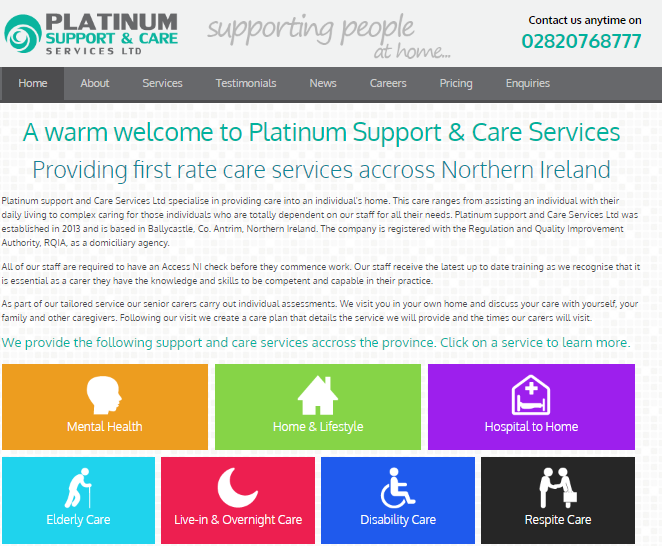 PLATINUM
SUPPORT & CARE
SERVICES LTD
supporting people
at home...
Contact us anytime on
02820768777
Home About Services Testimonials News Careers Pricing Enquiries
A warm welcome to Platinum Support & Care Services
Providing first rate care services accross Northern Ireland
Platinum support and Care Services Ltd specialise in providing care into an individual's home. This care ranges from assisting an individual with their
daily living to complex caring for those individuals who are totally dependent on our staff for all their needs. Platinum support and Care Services Ltd was
established in 2013 and is based in Ballycastle, Co. Antrim, Northern Ireland. The company is registered with the Regulation and Quality Improvement
Authority, RQIA, as a domiciliary agency.
All of our staff are required to have an Access NI check before they commence work. Our staff receive the latest up to date training as we recognise that it
is essential as a carer they have the knowledge and skills to be competent and capable in their practice.
As part of our tailored service our senior carers carry out individual assessments. We visit you in your own home and discuss your care with yourself, your
family and other caregivers. Following our visit we create a care plan that details the service we will provide and the times our carers will visit.
We provide the following support and care services accross the province. Click on a service to learn more.
Mental Health
Home & Lifestyle
Hospital to Home
Elderly Care
Live-in & Overnight Care
Disability Care
Respite Care